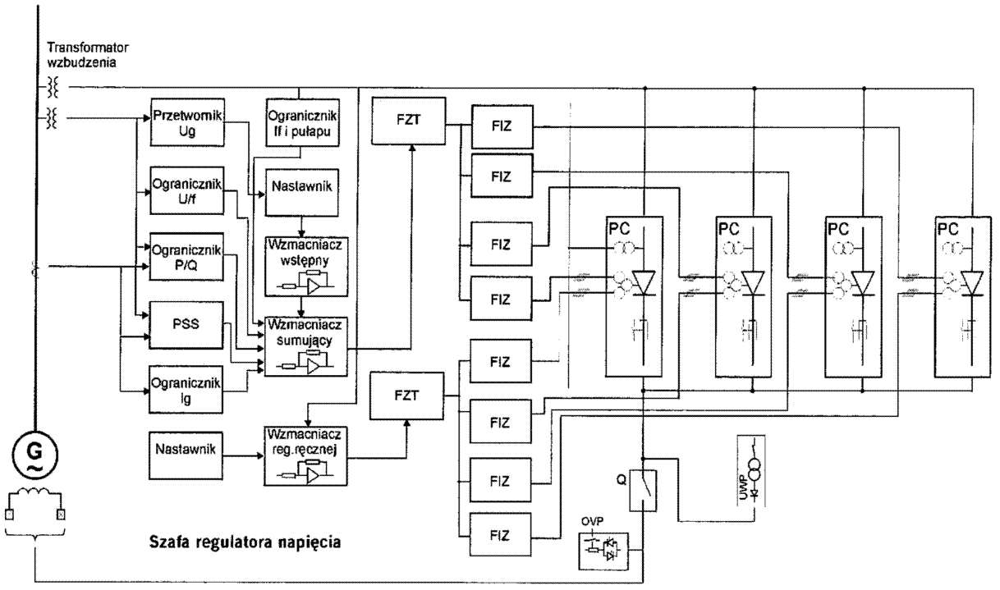 Transformator
wzbudzenia
Przetwornik
Ug
Ogranicznik
If i pułapu
FZT
FIZ
FIZ
Ogranicznik
U/f
Nastawnik
Ogranicznik
P/Q
Wzmacniacz
wstępny
FIZ
FIZ
PC
PC
PC
PC
PSS
Wzmacniacz
sumujący
Ogranicznik
Ig
FZT
FIZ
FIZ
FIZ
FIZ
Nastawnik
Wzmacniacz
reg.ręcznej
G
~
Q
UWP
OVP
Szafa regulatora napięcia